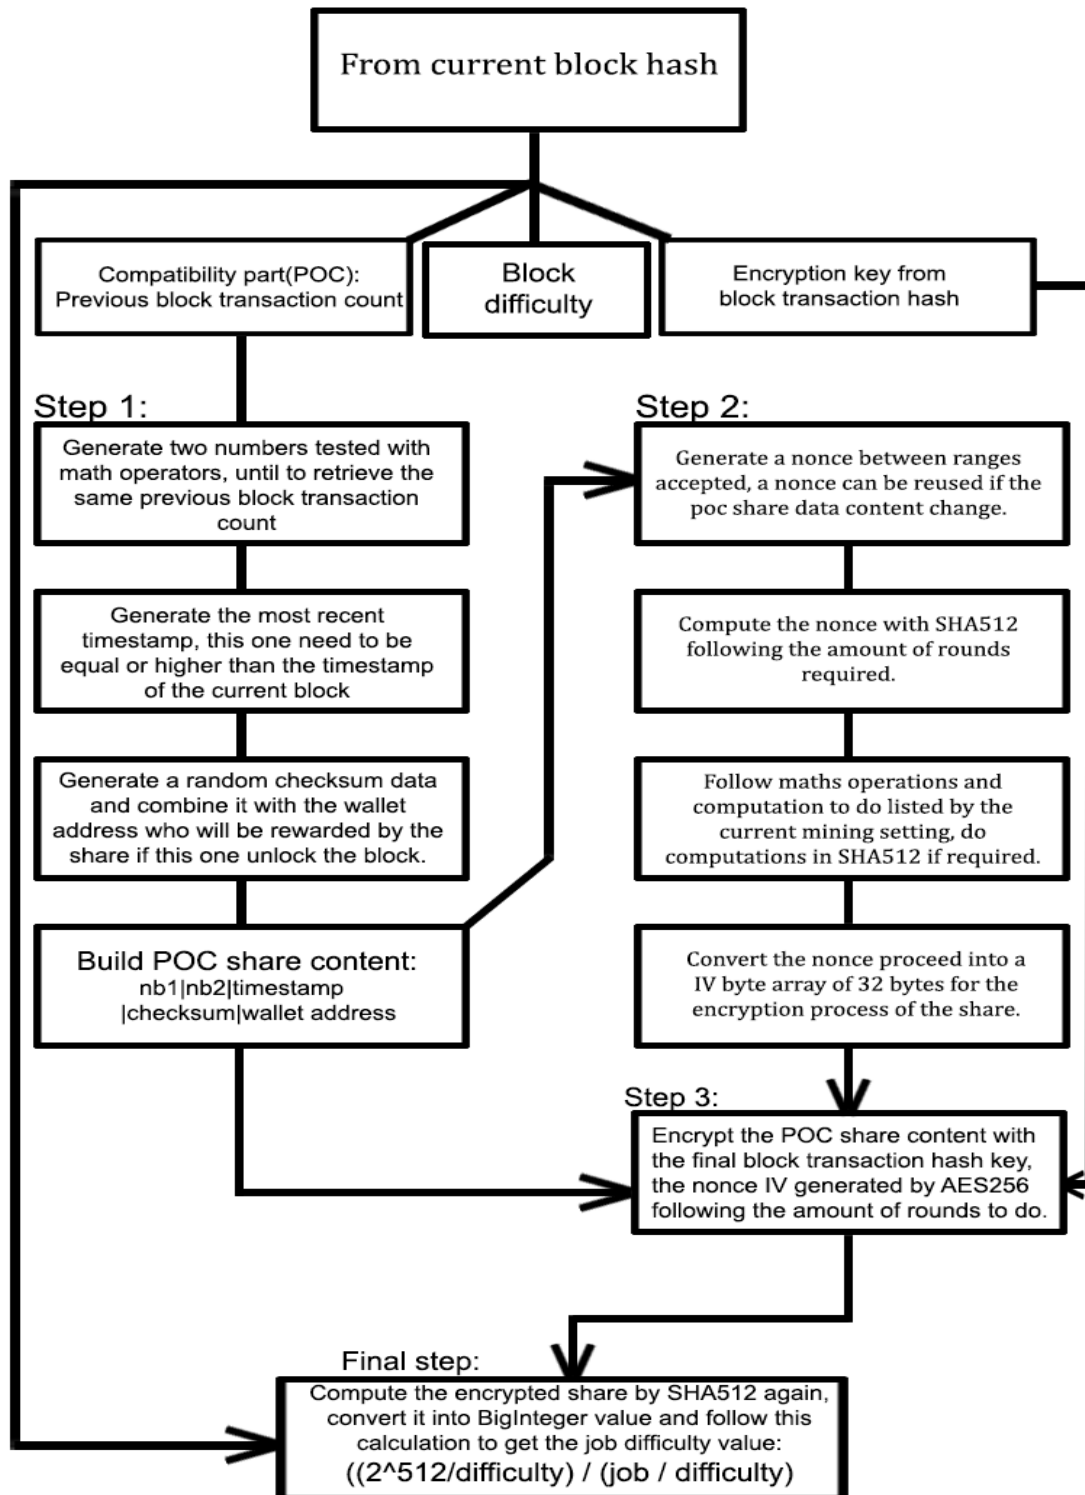 From current block hash
Compatibility part(POC):
Previous block transaction count
Block
difficulty
Encryption key from
block transaction hash
Step 1:
Generate two numbers tested with
math operators, until to retrieve the
same previous block transaction
count
Generate the most recent
timestamp, this one need to be
equal or higher than the timestamp
of the current block
Generate a random checksum data
and combine it with the wallet
address who will be rewarded by the
share if this one unlock the block.
Build POC share content:
nb1|nb2|timestamp
|checksum|wallet address
Step 2:
Generate a nonce between ranges
accepted, a nonce can be reused if the
poc share data content change.
Compute the nonce with SHA512
following the amount of rounds
required.
Follow maths operations and
computation to do listed by the
current mining setting, do
computations in SHA512 if required.
Convert the nonce proceed into a
IV byte array of 32 bytes for the
encryption process of the share.
Step 3:
Encrypt the POC share content with
the final block transaction hash key,
the nonce IV generated by AES256
following the amount of rounds to do.
Final step:
Compute the encrypted share by SHA512 again,
convert it into BigInteger value and follow this
calculation to get the job difficulty value:
((2^512/difficulty) / (job / difficulty)